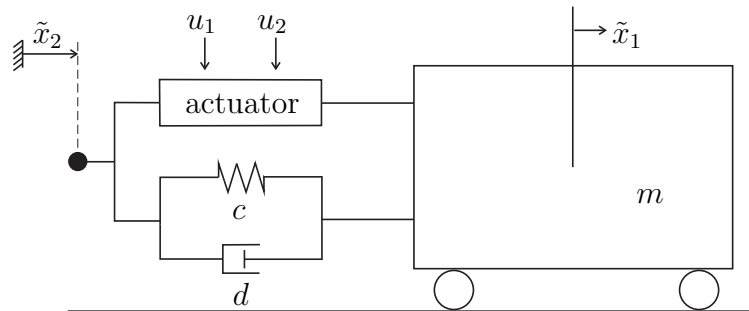 u₁ u₂
x̃₂
x̃₁
actuator
c
m
d